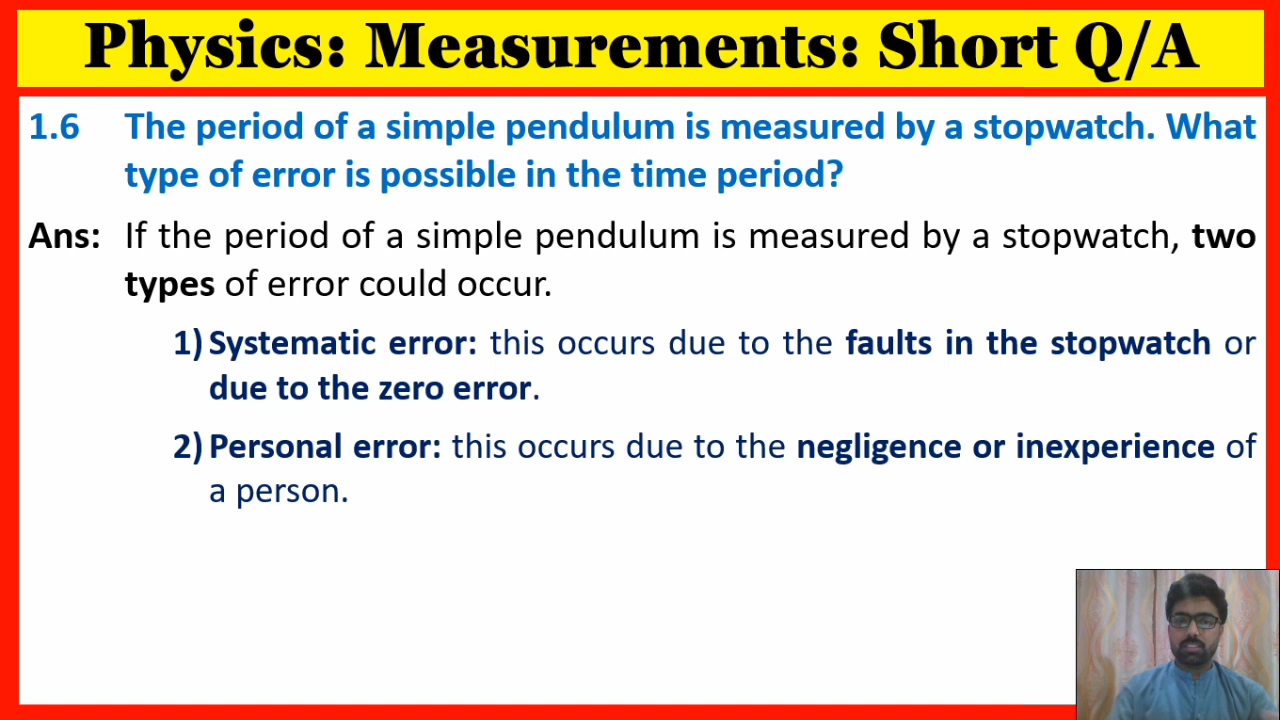 Physics: Measurements: Short Q/A
1.6 The period of a simple pendulum is measured by a stopwatch. What
type of error is possible in the time period?
Ans: If the period of a simple pendulum is measured by a stopwatch, two
types of error could occur.
1) Systematic error: this occurs due to the faults in the stopwatch or
due to the zero error.
2) Personal error: this occurs due to the negligence or inexperience of
a person.